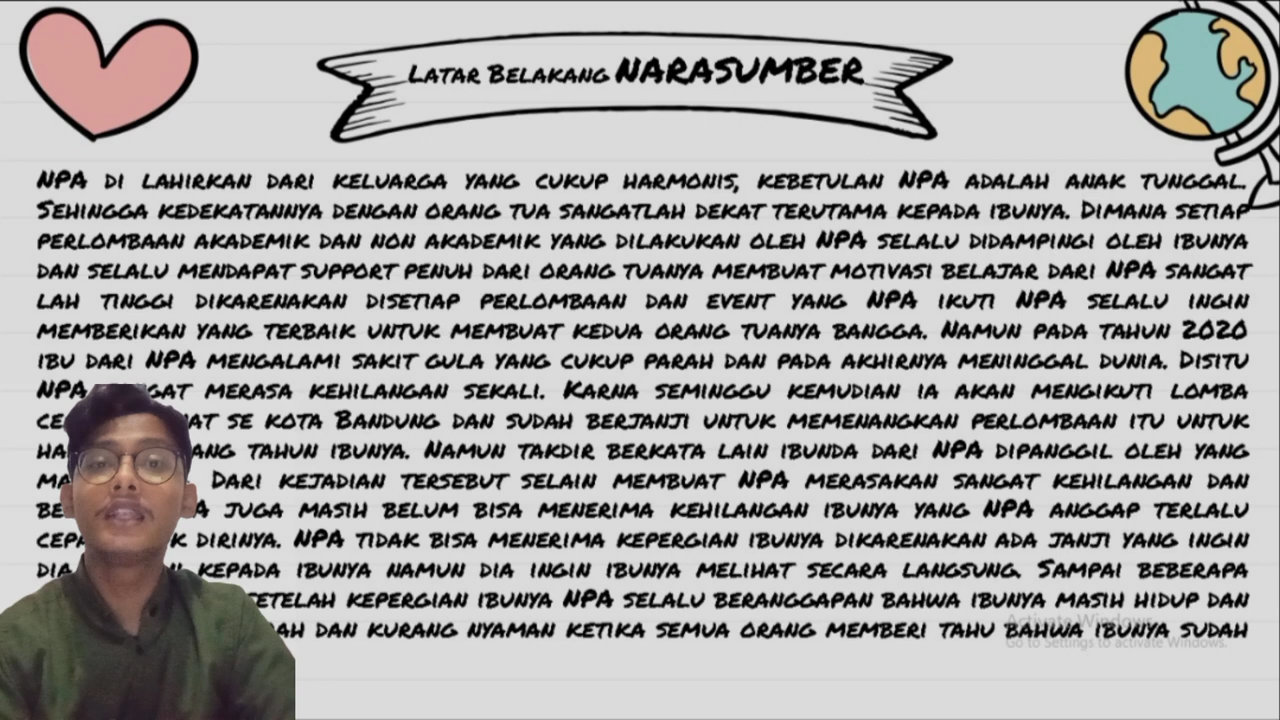 Latar Belakang NARASUMBER
NPA di lahirkan dari keluarga yang cukup harmonis, kebetulan NPA adalah anak tunggal.
Sehingga kedekatannya dengan orang tua sangatlah dekat terutama kepada ibunya. Dimana setiap
perlombaan akademik dan non akademik yang dilakukan oleh NPA selalu didampingi oleh ibunya
dan selalu mendapat support penuh dari orang tuanya membuat motivasi belajar dari NPA sangat
lah tinggi dikarenakan disetiap perlombaan dan event yang NPA ikuti NPA selalu ingin
memberikan yang terbaik untuk membuat kedua orang tuanya bangga. Namun pada tahun 2020
ibu dari NPA mengalami sakit gula yang cukup parah dan pada akhirnya meninggal dunia. Disitu
NPA merasa kehilangan sekali. Karna seminggu kemudian ia akan mengikuti lomba
se kota Bandung dan sudah berjanji untuk memenangkan perlombaan itu untuk
tahun ibunya. Namun takdir berkata lain ibunda dari NPA dipanggil oleh yang
Dari kejadian tersebut selain membuat NPA merasakan sangat kehilangan dan
juga masih belum bisa menerima kehilangan ibunya yang NPA anggap terlalu
dirinya. NPA tidak bisa menerima kepergian ibunya dikarenakan ada janji yang ingin
kepada ibunya namun dia ingin ibunya melihat secara langsung. Sampai beberapa
setelah kepergian ibunya NPA selalu beranggapan bahwa ibunya masih hidup dan
dan kurang nyaman ketika semua orang memberi tahu bahwa ibunya sudah
Activate Windows
Go to Settings to activate Windows.